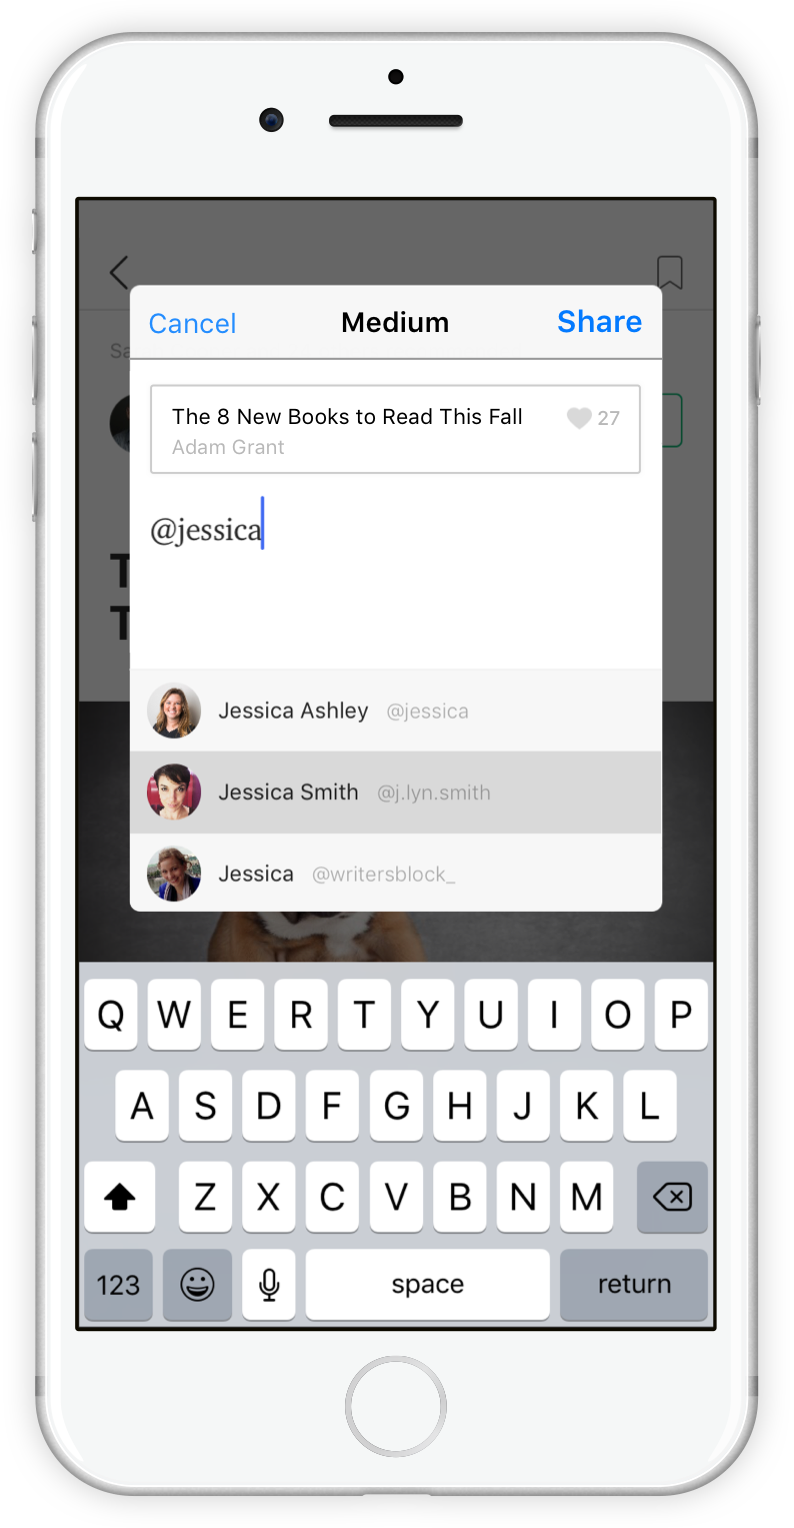 Cancel Medium Share
Sa
The 8 New Books to Read This Fall 27
Adam Grant
@jessica
T
T
Jessica Ashley @jessica
Jessica Smith @j.lyn.smith
Jessica @writersblock_
Q W E R T Y U I O P
A S D F G H J K L
Z X C V B N M
123 space return